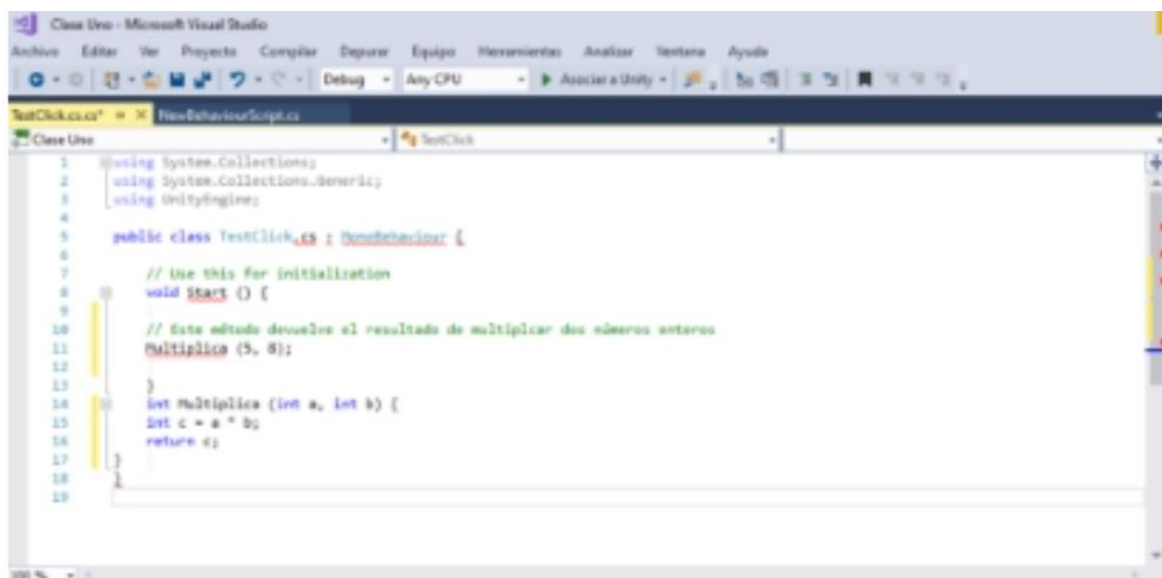 Clase Uno - Microsoft Visual Studio
Archivo Editar Ver Proyecto Compilar Depurar Equipo Herramientas Analizar Ventana Ayuda
Debug Any CPU Asociar a Unity
TestClick.cs.cs* NewBehaviourScript.cs
Clase Uno TestClick
1 using System.Collections;
2 using System.Collections.Generic;
3 using UnityEngine;
4
5 public class TestClick.cs : MonoBehaviour {
6
7 // Use this for initialization
8 void Start () {
9
10 // Este método devuelve el resultado de multiplcar dos números enteros
11 Multiplica (5, 8);
12
13 }
14 int Multiplica (int a, int b) {
15 int c = a * b;
16 return c;
17 }
18 }
19
100 %